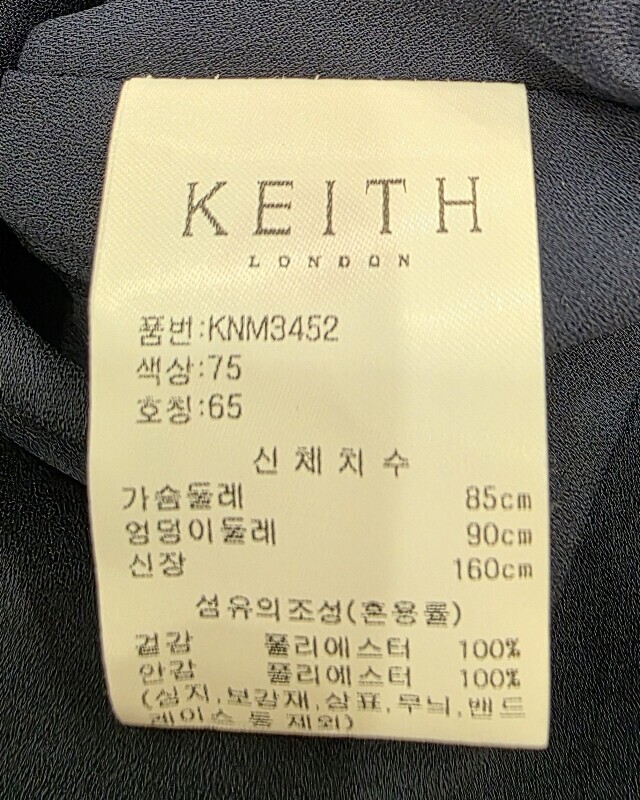 KEITH
LONDON
품번:KNM3452
색상:75
호칭:65
신체치수
가슴둘레 85cm
엉덩이둘레 90cm
신장 160cm
섬유의조성(혼용률)
겉감 폴리에스터 100%
안감 폴리에스터 100%
(심지,보강재,상표,무늬,밴드
레이스 등 제외)